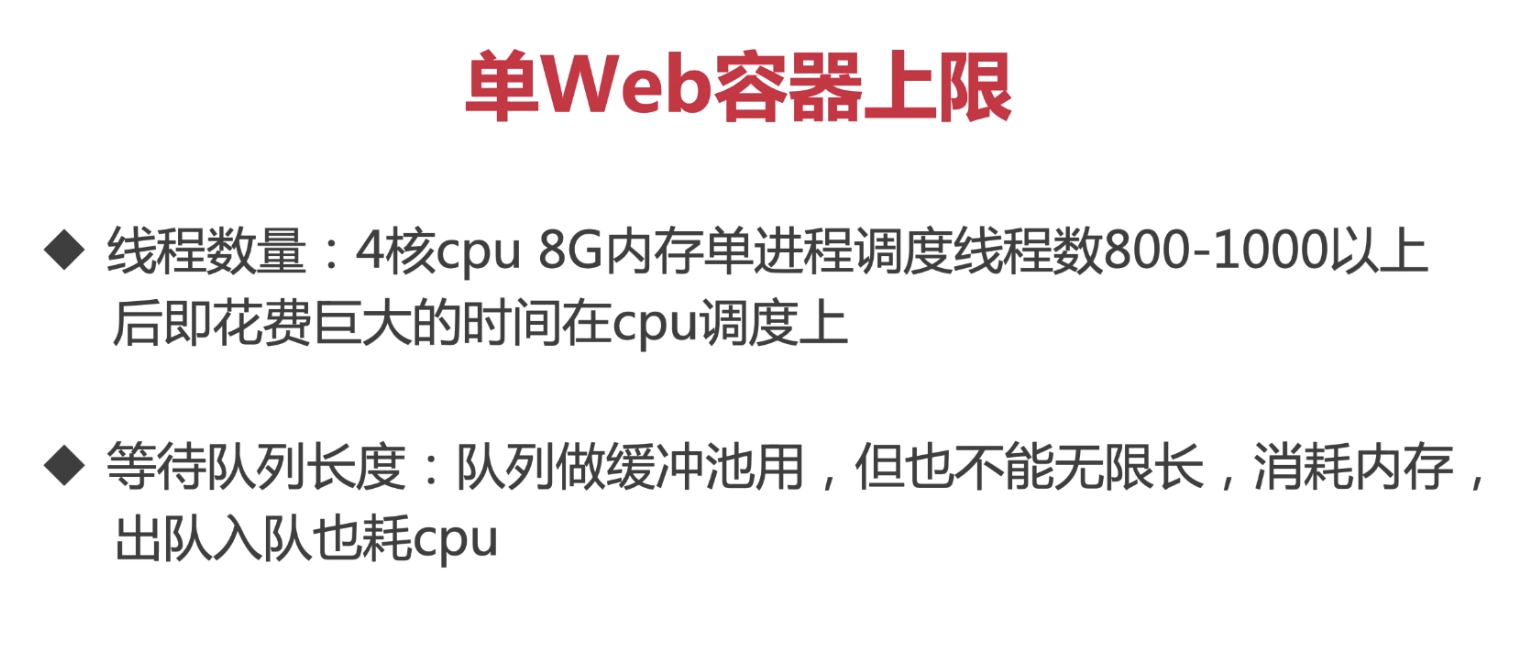 单Web容器上限
◆ 线程数量：4核cpu 8G内存单进程调度线程数800-1000以上
后即花费巨大的时间在cpu调度上
◆ 等待队列长度：队列做缓冲池用，但也不能无限长，消耗内存，
出队入队也耗cpu